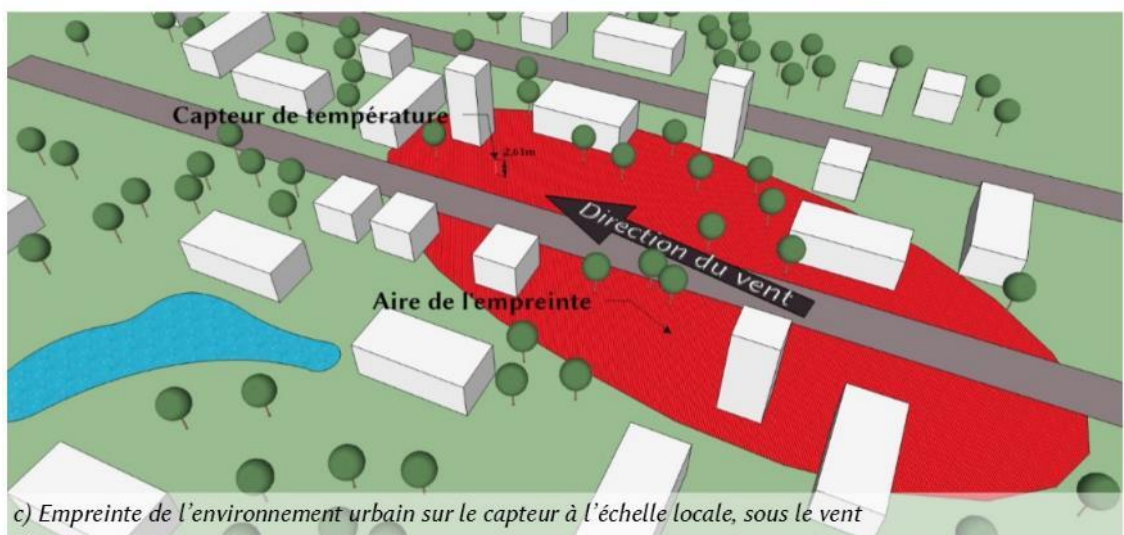 Capteur de température
2,61m
Direction du vent
Aire de l'empreinte
c) Empreinte de l'environnement urbain sur le capteur à l'échelle locale, sous le vent